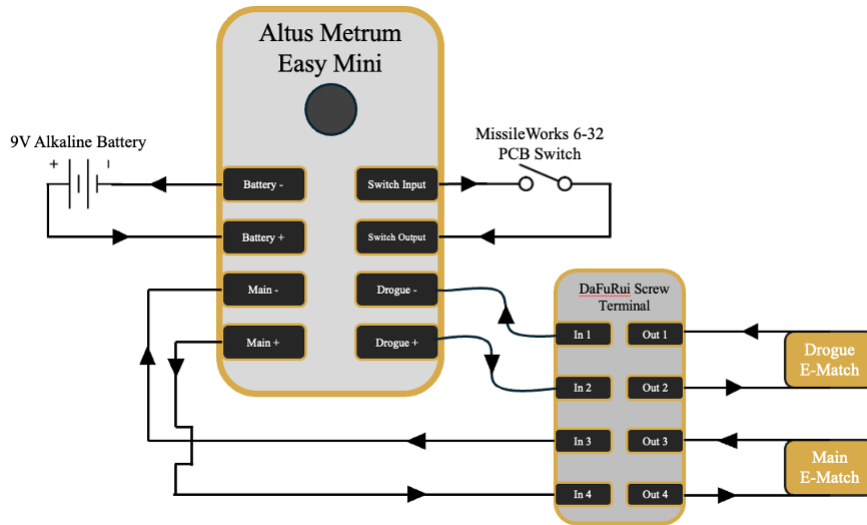 Altus Metrum
Easy Mini
9V Alkaline Battery
+
-
MissileWorks 6-32
PCB Switch
Battery -
Switch Input
Battery +
Switch Output
Main -
Drogue -
Main +
Drogue +
DaFuRui Screw
Terminal
In 1
Out 1
In 2
Out 2
In 3
Out 3
In 4
Out 4
Drogue
E-Match
Main
E-Match